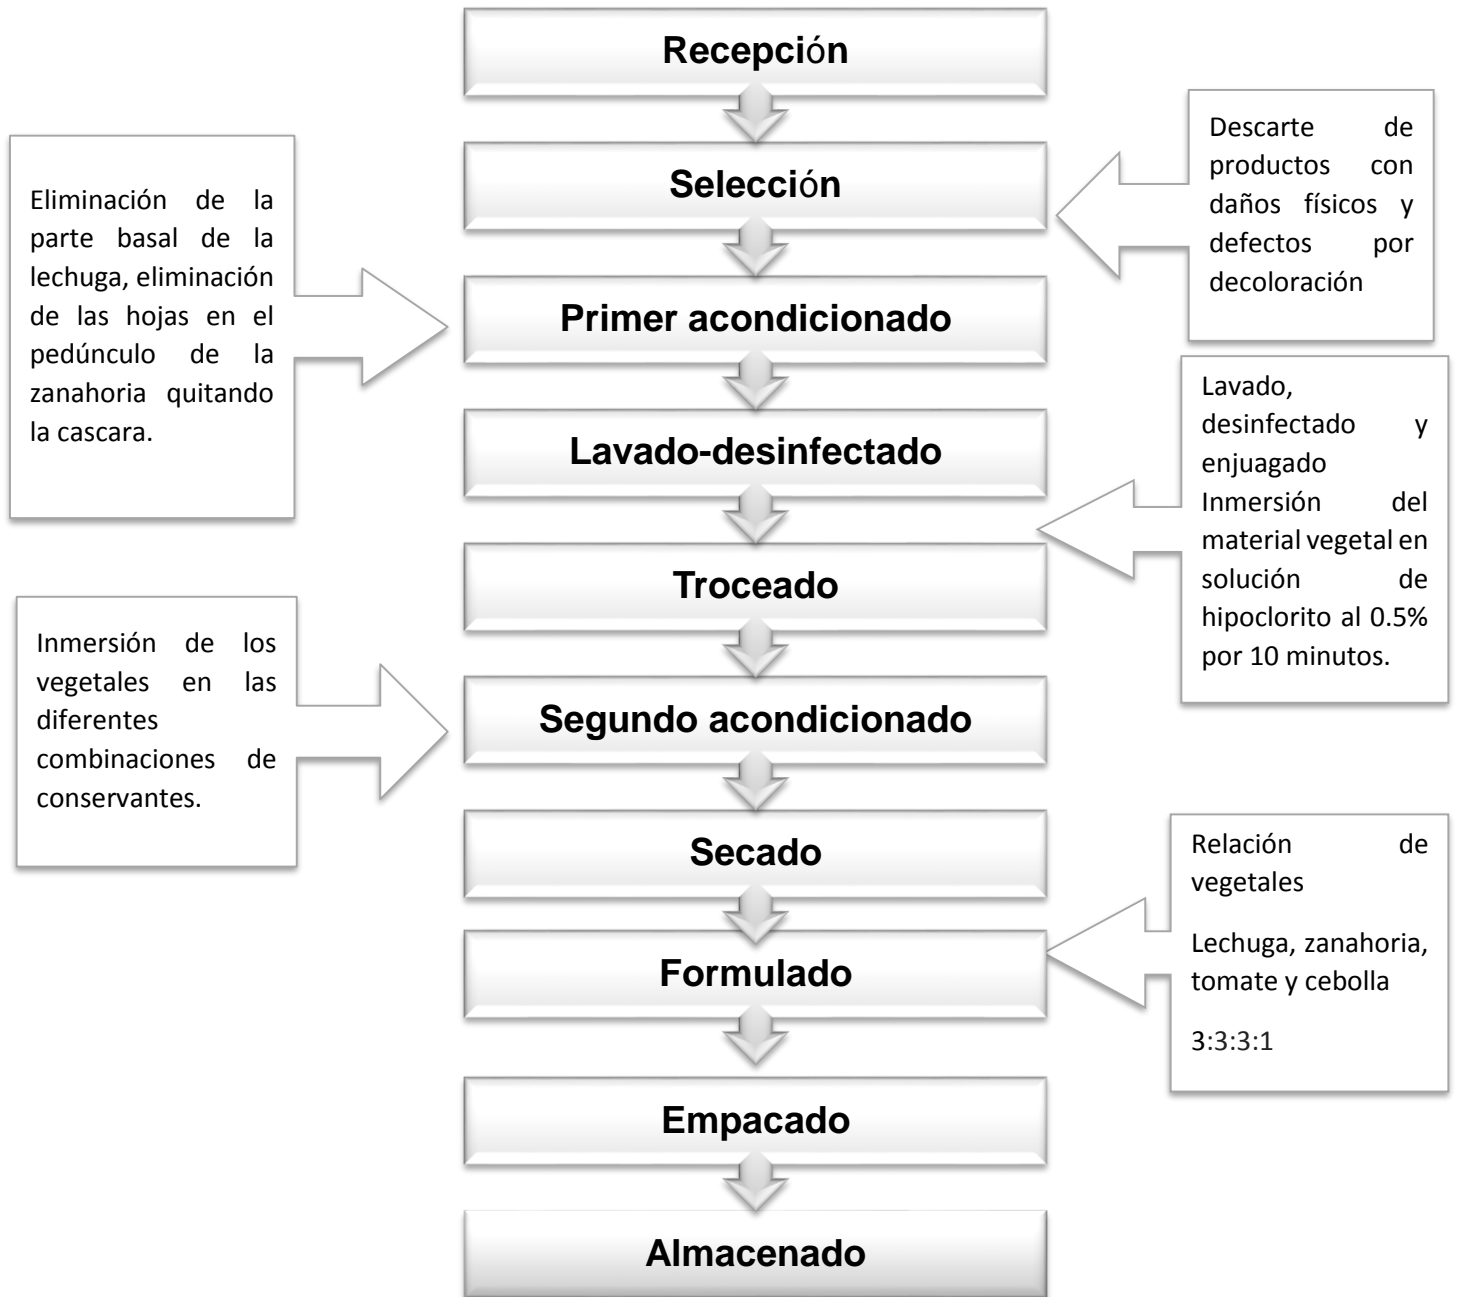 Recepción
Descarte de
productos con
daños físicos y
defectos por
decoloración
Selección
Eliminación de la
parte basal de la
lechuga, eliminación
de las hojas en el
pedúnculo de la
zanahoria quitando
la cascara.
Primer acondicionado
Lavado-desinfectado
Lavado,
desinfectado y
enjuagado
Inmersión del
material vegetal en
solución de
hipoclorito al 0.5%
por 10 minutos.
Troceado
Inmersión de los
vegetales en las
diferentes
combinaciones de
conservantes.
Segundo acondicionado
Secado
Relación de
vegetales
Lechuga, zanahoria,
tomate y cebolla
3:3:3:1
Formulado
Empacado
Almacenado